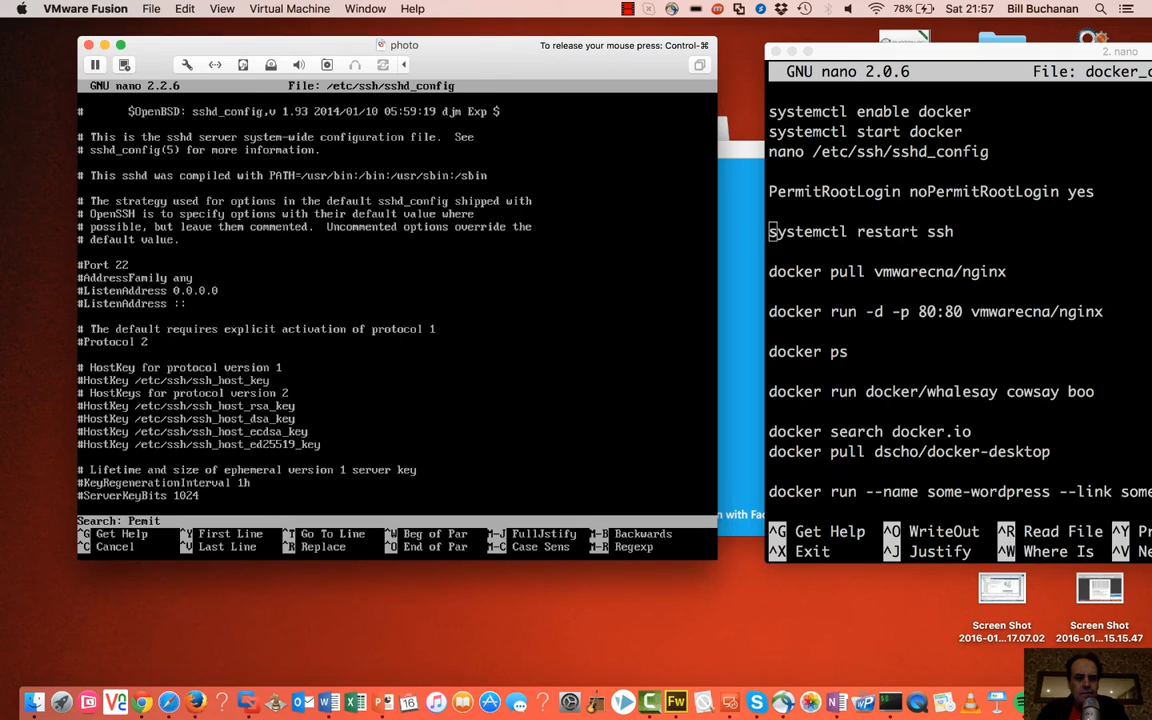 VMware Fusion File Edit View Virtual Machine Window Help 78% Sat 21:57 Bill Buchanan
photo To release your mouse press: Control-⌘
GNU nano 2.2.6 File: /etc/ssh/sshd_config
# $OpenBSD: sshd_config,v 1.93 2014/01/10 05:59:19 djm Exp $
# This is the sshd server system-wide configuration file. See
# sshd_config(5) for more information.
# This sshd was compiled with PATH=/usr/bin:/bin:/usr/sbin:/sbin
# The strategy used for options in the default sshd_config shipped with
# OpenSSH is to specify options with their default value where
# possible, but leave them commented. Uncommented options override the
# default value.
#Port 22
#AddressFamily any
#ListenAddress 0.0.0.0
#ListenAddress ::
# The default requires explicit activation of protocol 1
#Protocol 2
# HostKey for protocol version 1
#HostKey /etc/ssh/ssh_host_key
# HostKeys for protocol version 2
#HostKey /etc/ssh/ssh_host_rsa_key
#HostKey /etc/ssh/ssh_host_dsa_key
#HostKey /etc/ssh/ssh_host_ecdsa_key
#HostKey /etc/ssh/ssh_host_ed25519_key
# Lifetime and size of ephemeral version 1 server key
#KeyRegenerationInterval 1h
#ServerKeyBits 1024
Search: Pemit
^G Get Help ^Y First Line ^T Go To Line ^W Beg of Par M-J FullJstify M-B Backwards
^C Cancel ^V Last Line ^R Replace ^O End of Par M-C Case Sens M-R Regexp
2. nano
GNU nano 2.0.6 File: docker_c
systemctl enable docker
systemctl start docker
nano /etc/ssh/sshd_config
PermitRootLogin noPermitRootLogin yes
systemctl restart ssh
docker pull vmwarecna/nginx
docker run -d -p 80:80 vmwarecna/nginx
docker ps
docker run docker/whalesay cowsay boo
docker search docker.io
docker pull dscho/docker-desktop
docker run --name some-wordpress --link some
^G Get Help ^O WriteOut ^R Read File ^Y Pr
^X Exit ^J Justify ^W Where Is ^V Ne
n with Fac
Screen Shot
2016-01...17.07.02
Screen Shot
2016-01...15.15.47